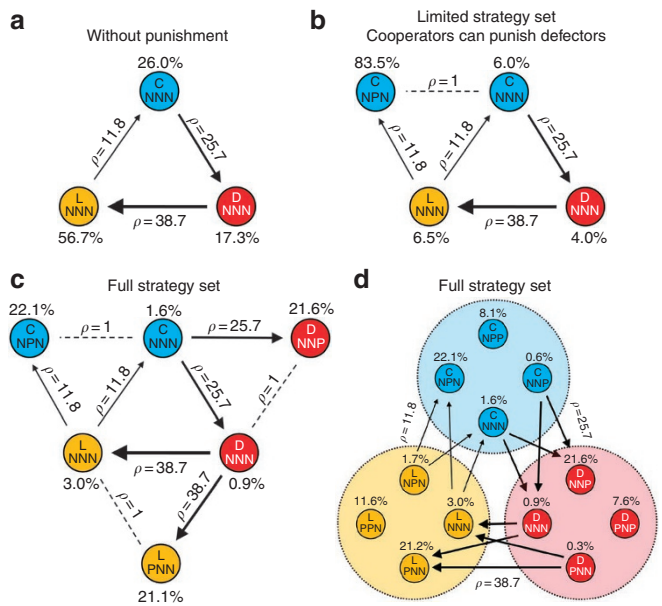 a
Without punishment
26.0%
C
NNN
ρ=11.8
ρ=25.7
L
NNN
D
NNN
ρ=38.7
56.7%
17.3%
b
Limited strategy set
Cooperators can punish defectors
83.5%
6.0%
C
NPN
ρ=1
C
NNN
ρ=11.8
ρ=11.8
ρ=25.7
L
NNN
D
NNN
ρ=38.7
6.5%
4.0%
c
Full strategy set
22.1%
1.6%
21.6%
C
NPN
ρ=1
C
NNN
ρ=25.7
D
NNP
ρ=11.8
ρ=11.8
ρ=25.7
ρ=1
L
NNN
D
NNN
ρ=38.7
3.0%
0.9%
ρ=1
ρ=38.7
L
PNN
21.1%
d
Full strategy set
8.1%
C
NPP
22.1%
C
NPN
0.6%
C
NNP
1.6%
C
NNN
ρ=11.8
ρ=25.7
1.7%
L
NPN
21.6%
D
NNP
11.6%
L
PPN
3.0%
L
NNN
0.9%
D
NNN
7.6%
D
PNP
21.2%
L
PNN
0.3%
D
PNN
ρ=38.7